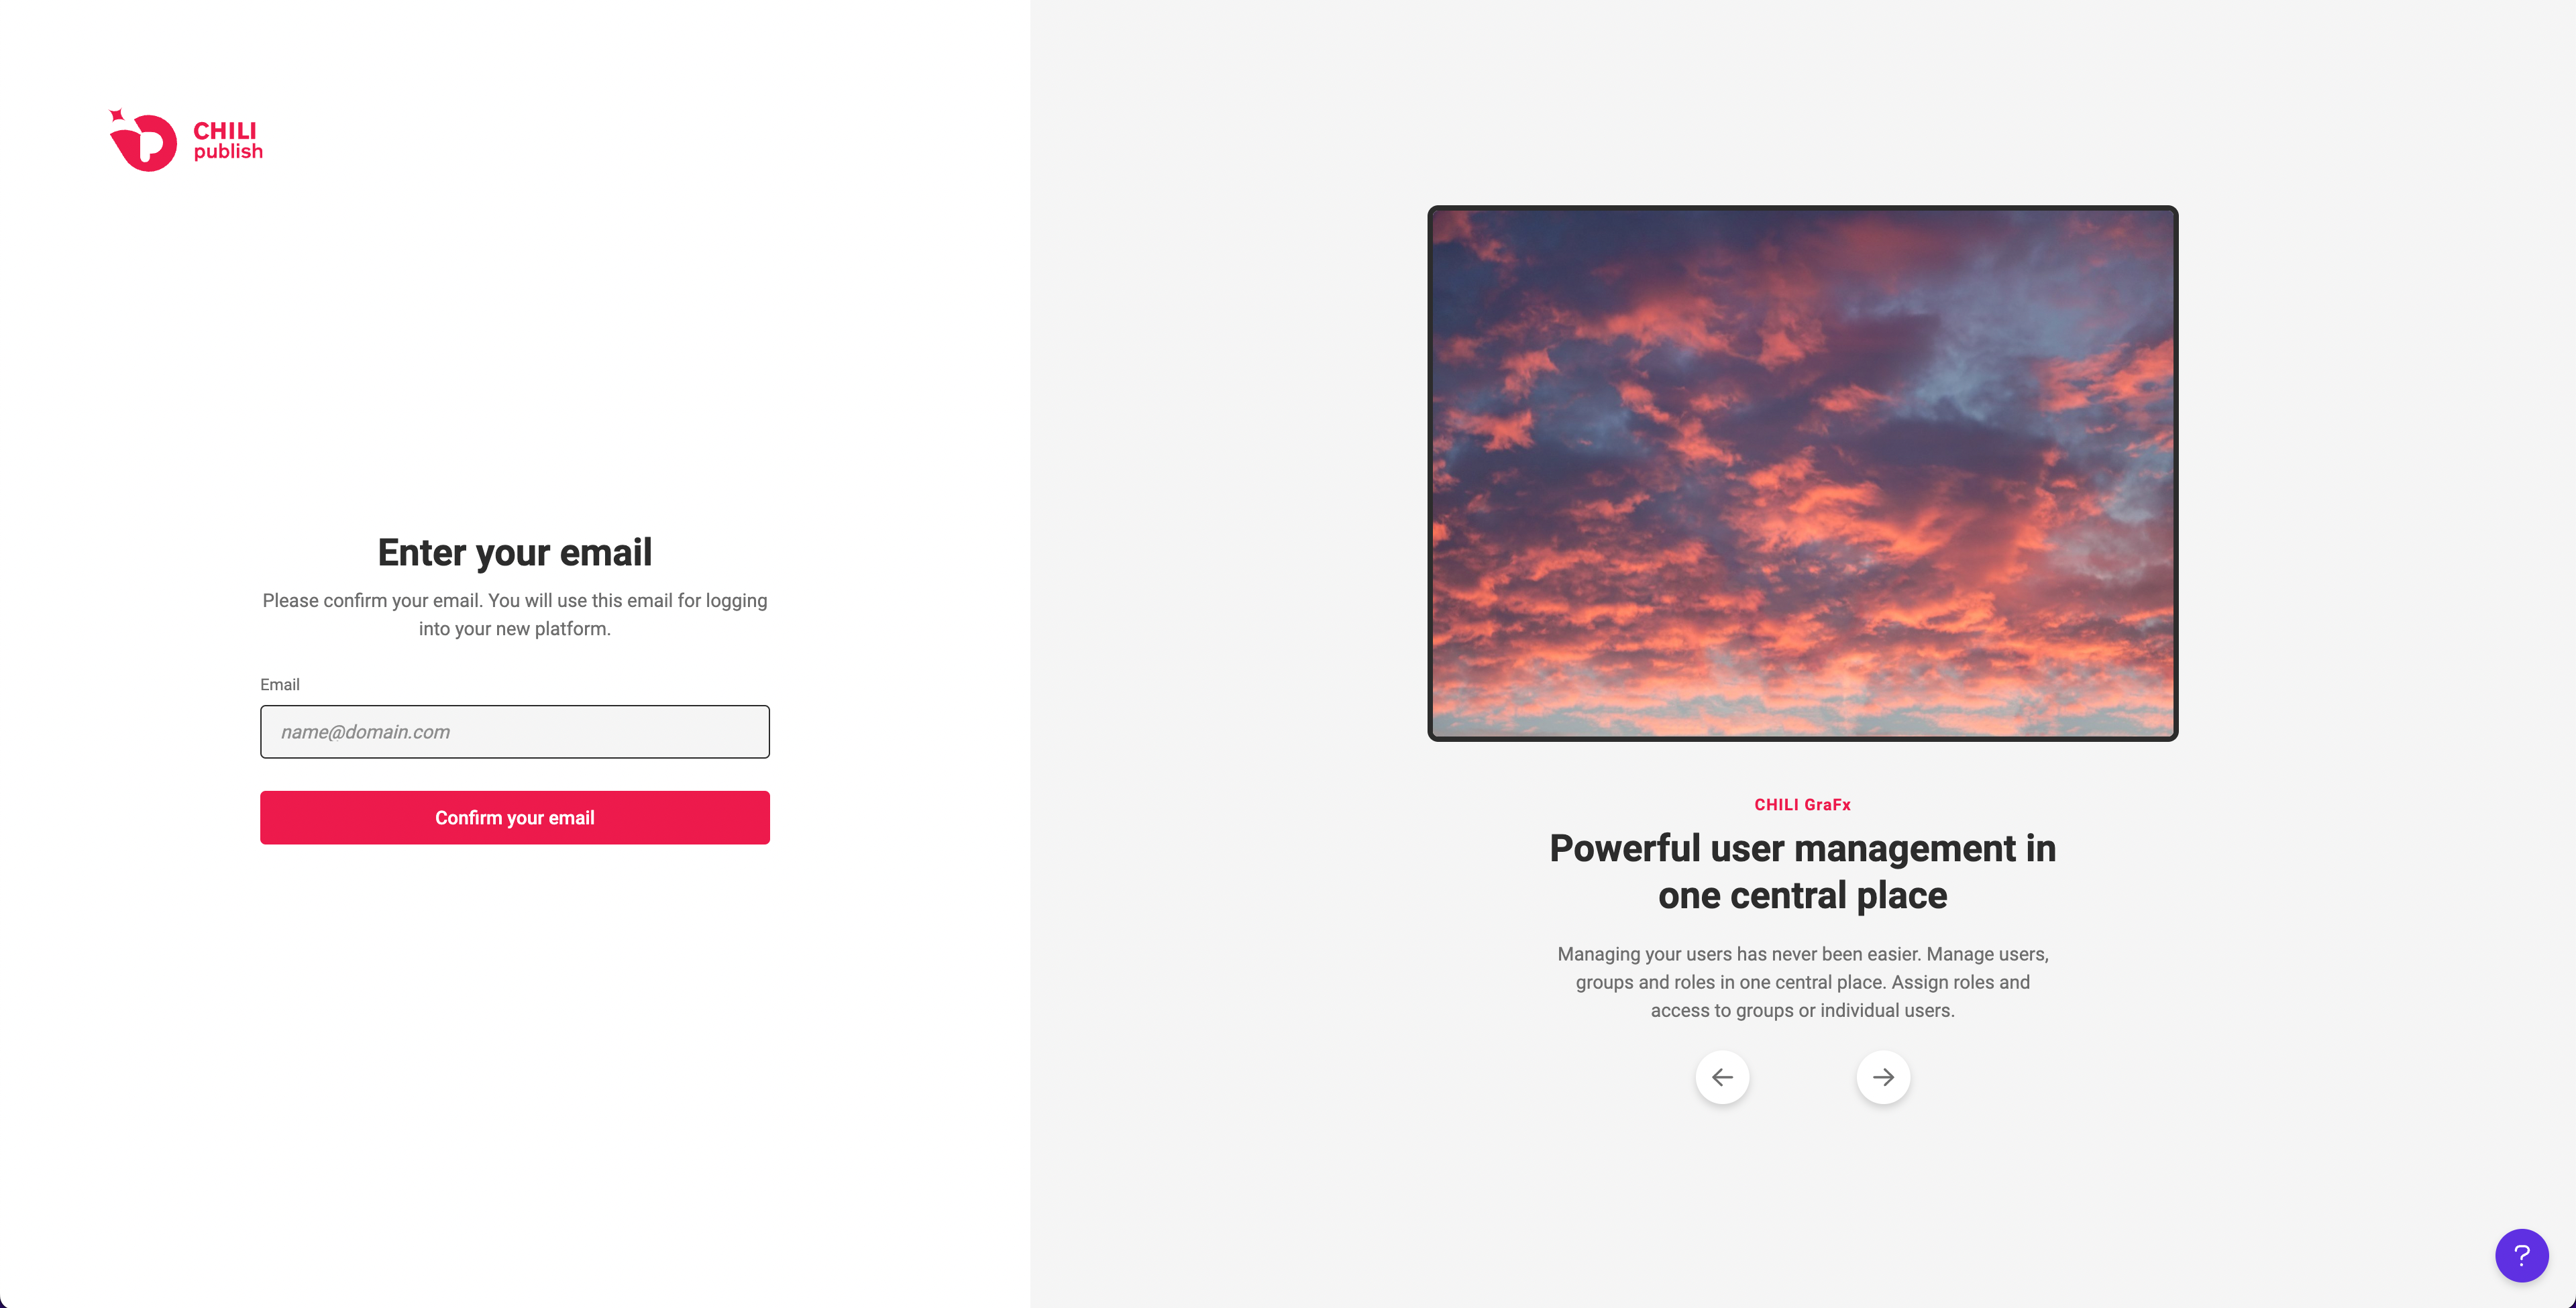 CHILI
publish
Enter your email
Please confirm your email. You will use this email for logging
into your new platform.
Email
name@domain.com
Confirm your email
CHILI GraFx
Powerful user management in
one central place
Managing your users has never been easier. Manage users,
groups and roles in one central place. Assign roles and
access to groups or individual users.
?